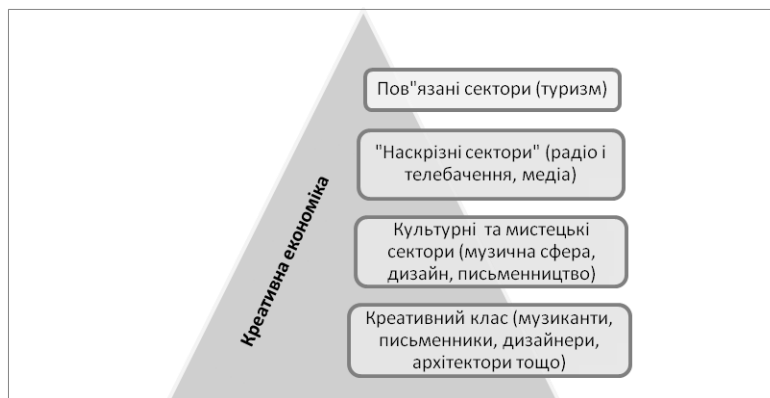 Креативна економіка
Пов"язані сектори (туризм)
"Наскрізні сектори" (радіо і
телебачення, медіа)
Культурні та мистецькі
сектори (музична сфера,
дизайн, письменництво)
Креативний клас (музиканти,
письменники, дизайнери,
архітектори тощо)